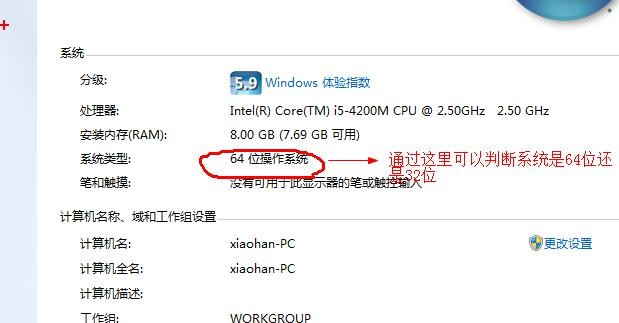 系统
分级:
5.9 Windows 体验指数
处理器: Intel(R) Core(TM) i5-4200M CPU @ 2.50GHz 2.50 GHz
安装内存(RAM): 8.00 GB (7.69 GB 可用)
系统类型: 64 位操作系统
通过这里可以判断系统是64位还
是32位
笔和触摸: 没有可用于此显示器的笔或触控输入
计算机名称、域和工作组设置
计算机名: xiaohan-PC 更改设置
计算机全名: xiaohan-PC
计算机描述:
工作组: WORKGROUP